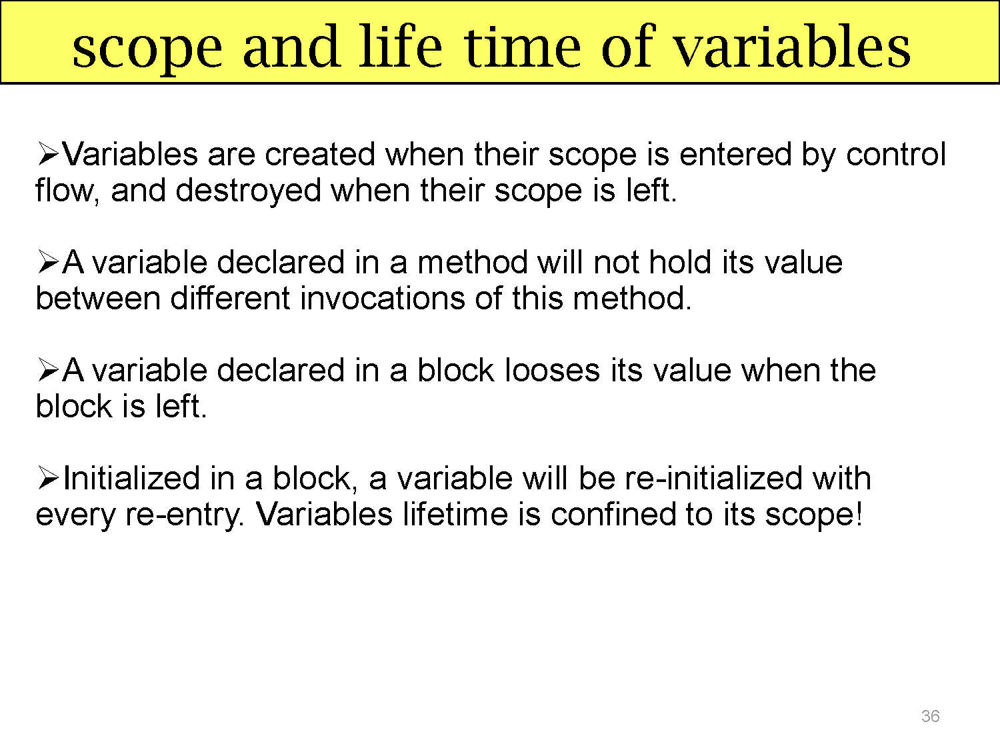 scope and life time of variables
➢Variables are created when their scope is entered by control
flow, and destroyed when their scope is left.
➢A variable declared in a method will not hold its value
between different invocations of this method.
➢A variable declared in a block looses its value when the
block is left.
➢Initialized in a block, a variable will be re-initialized with
every re-entry. Variables lifetime is confined to its scope!
36